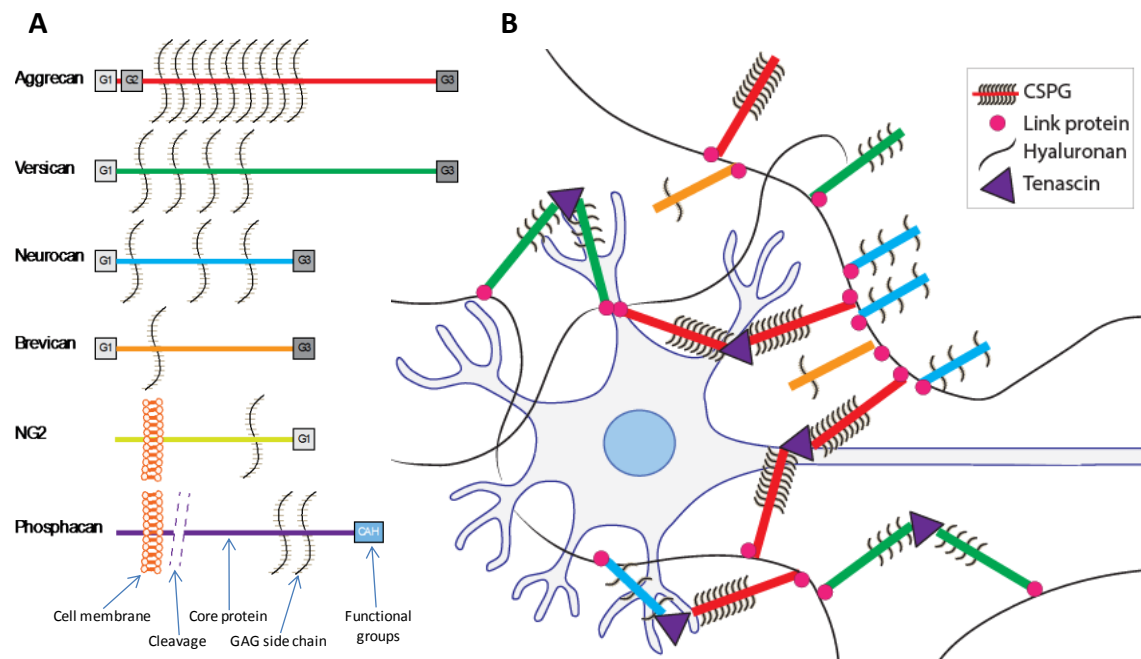 A
Aggrecan
G1
G2
G3
Versican
G1
G3
Neurocan
G1
G3
Brevican
G1
G3
NG2
G1
Phosphacan
CAH
Cell membrane
Cleavage
Core protein
GAG side chain
Functional
groups
B
CSPG
Link protein
Hyaluronan
Tenascin